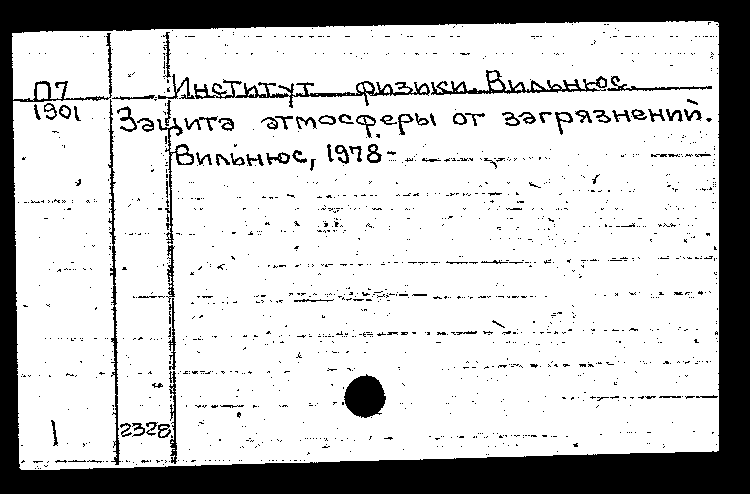 П7 Институт физики. Вильнюс.
1901 Защита атмосферы от загрязнений.
Вильнюс, 1978-
1 2328